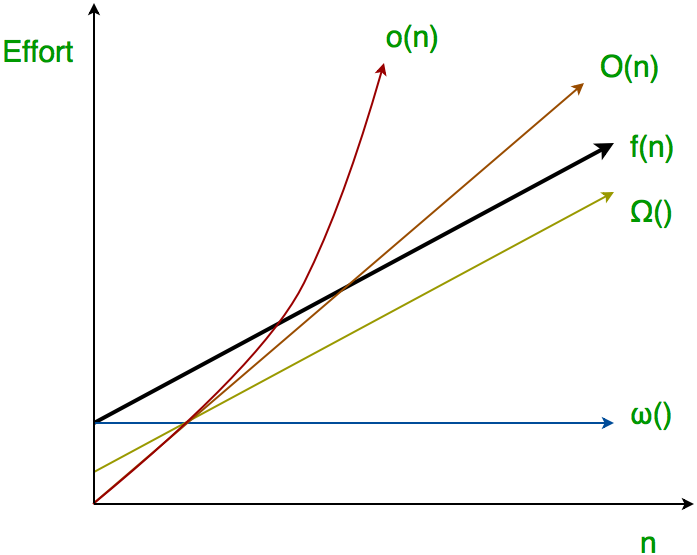 o(n)
Effort
O(n)
f(n)
Ω()
ω()
n